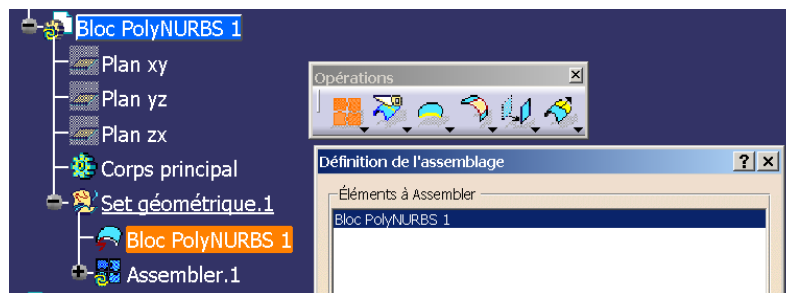 Bloc PolyNURBS 1
Plan xy
Plan yz
Plan zx
Corps principal
Set géométrique.1
Bloc PolyNURBS 1
Assembler.1
Opérations
Définition de l'assemblage
Éléments à Assembler
Bloc PolyNURBS 1